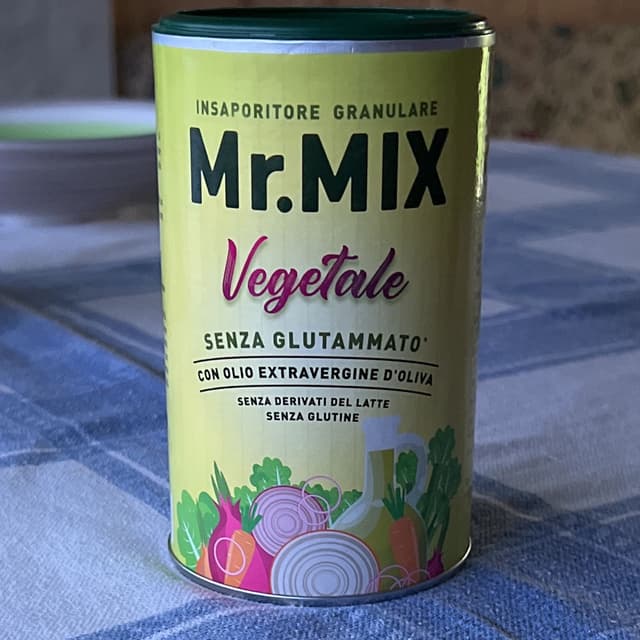 INSAPORITORE GRANULARE
Mr.MIX
Vegetale
SENZA GLUTAMMATO*
CON OLIO EXTRAVERGINE D'OLIVA
SENZA DERIVATI DEL LATTE
SENZA GLUTINE